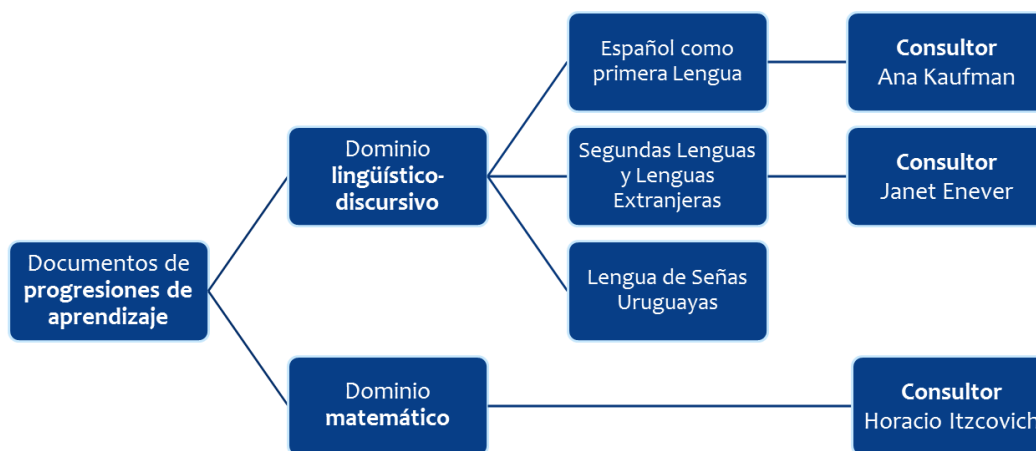 Documentos de
progresiones de
aprendizaje
Dominio
lingüístico-
discursivo
Español como
primera Lengua
Consultor
Ana Kaufman
Segundas Lenguas
y Lenguas
Extranjeras
Consultor
Janet Enever
Lengua de Señas
Uruguayas
Dominio
matemático
Consultor
Horacio Itzcovich